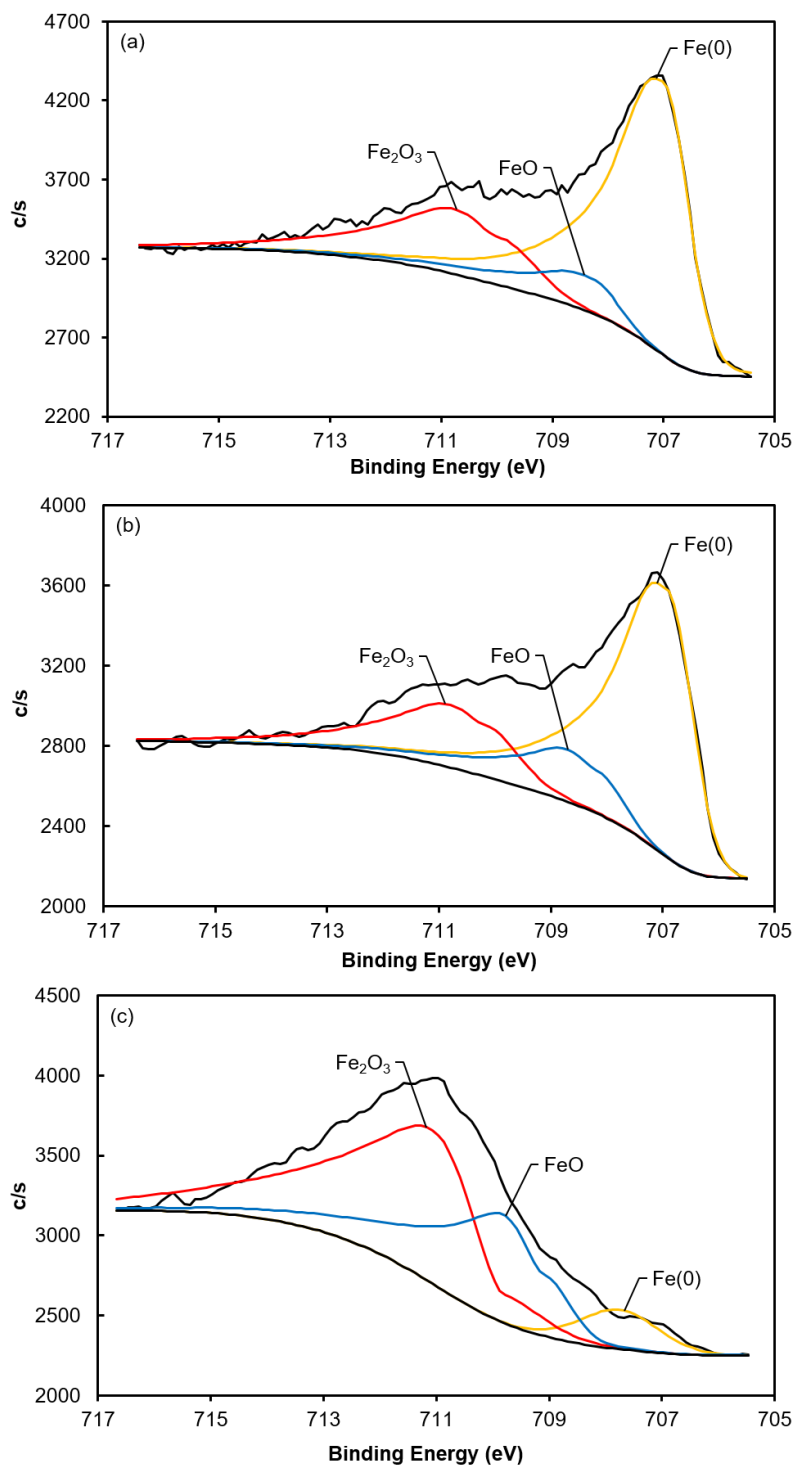 4700
(a)
Fe(0)
4200
Fe₂O₃
FeO
3700
c/s
3200
2700
2200
717 715 713 711 709 707 705
Binding Energy (eV)
4000
(b)
Fe(0)
3600
Fe₂O₃
FeO
3200
c/s
2800
2400
2000
717 715 713 711 709 707 705
Binding Energy (eV)
4500
(c)
Fe₂O₃
4000
FeO
3500
c/s
3000
Fe(0)
2500
2000
717 715 713 711 709 707 705
Binding Energy (eV)